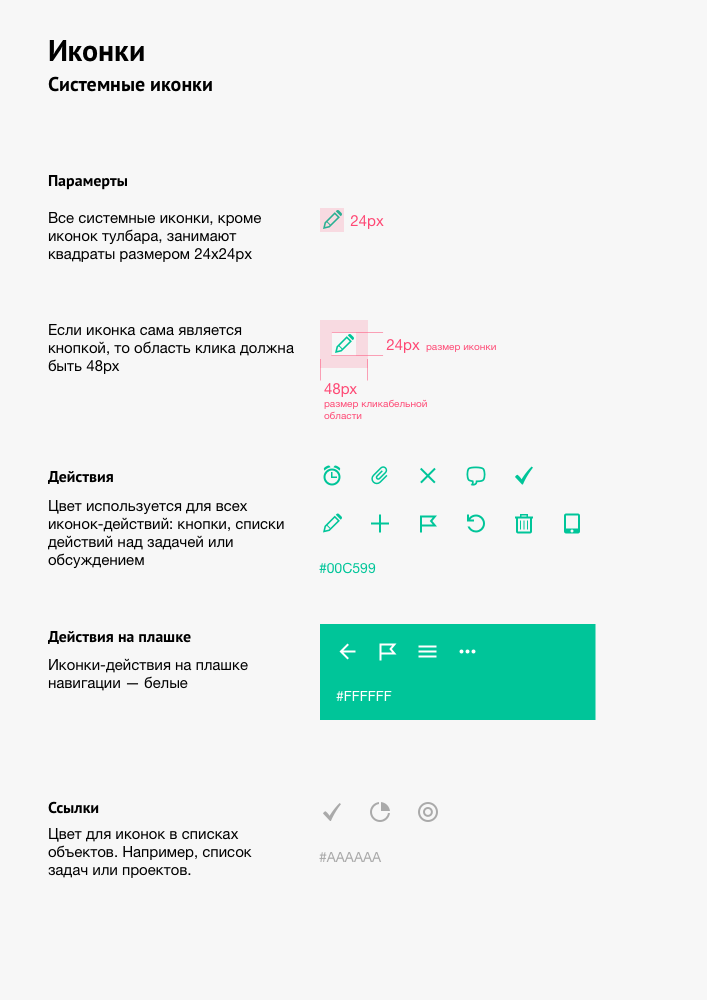 Иконки
Системные иконки
Парамерты
Все системные иконки, кроме
иконок тулбара, занимают
квадраты размером 24x24px
24px
Если иконка сама является
кнопкой, то область клика должна
быть 48px
24px размер иконки
48px
размер кликабельной
области
Действия
Цвет используется для всех
иконок-действий: кнопки, списки
действий над задачей или
обсуждением
#00C599
Действия на плашке
Иконки-действия на плашке
навигации — белые
#FFFFFF
Ссылки
Цвет для иконок в списках
объектов. Например, список
задач или проектов.
#AAAAAA